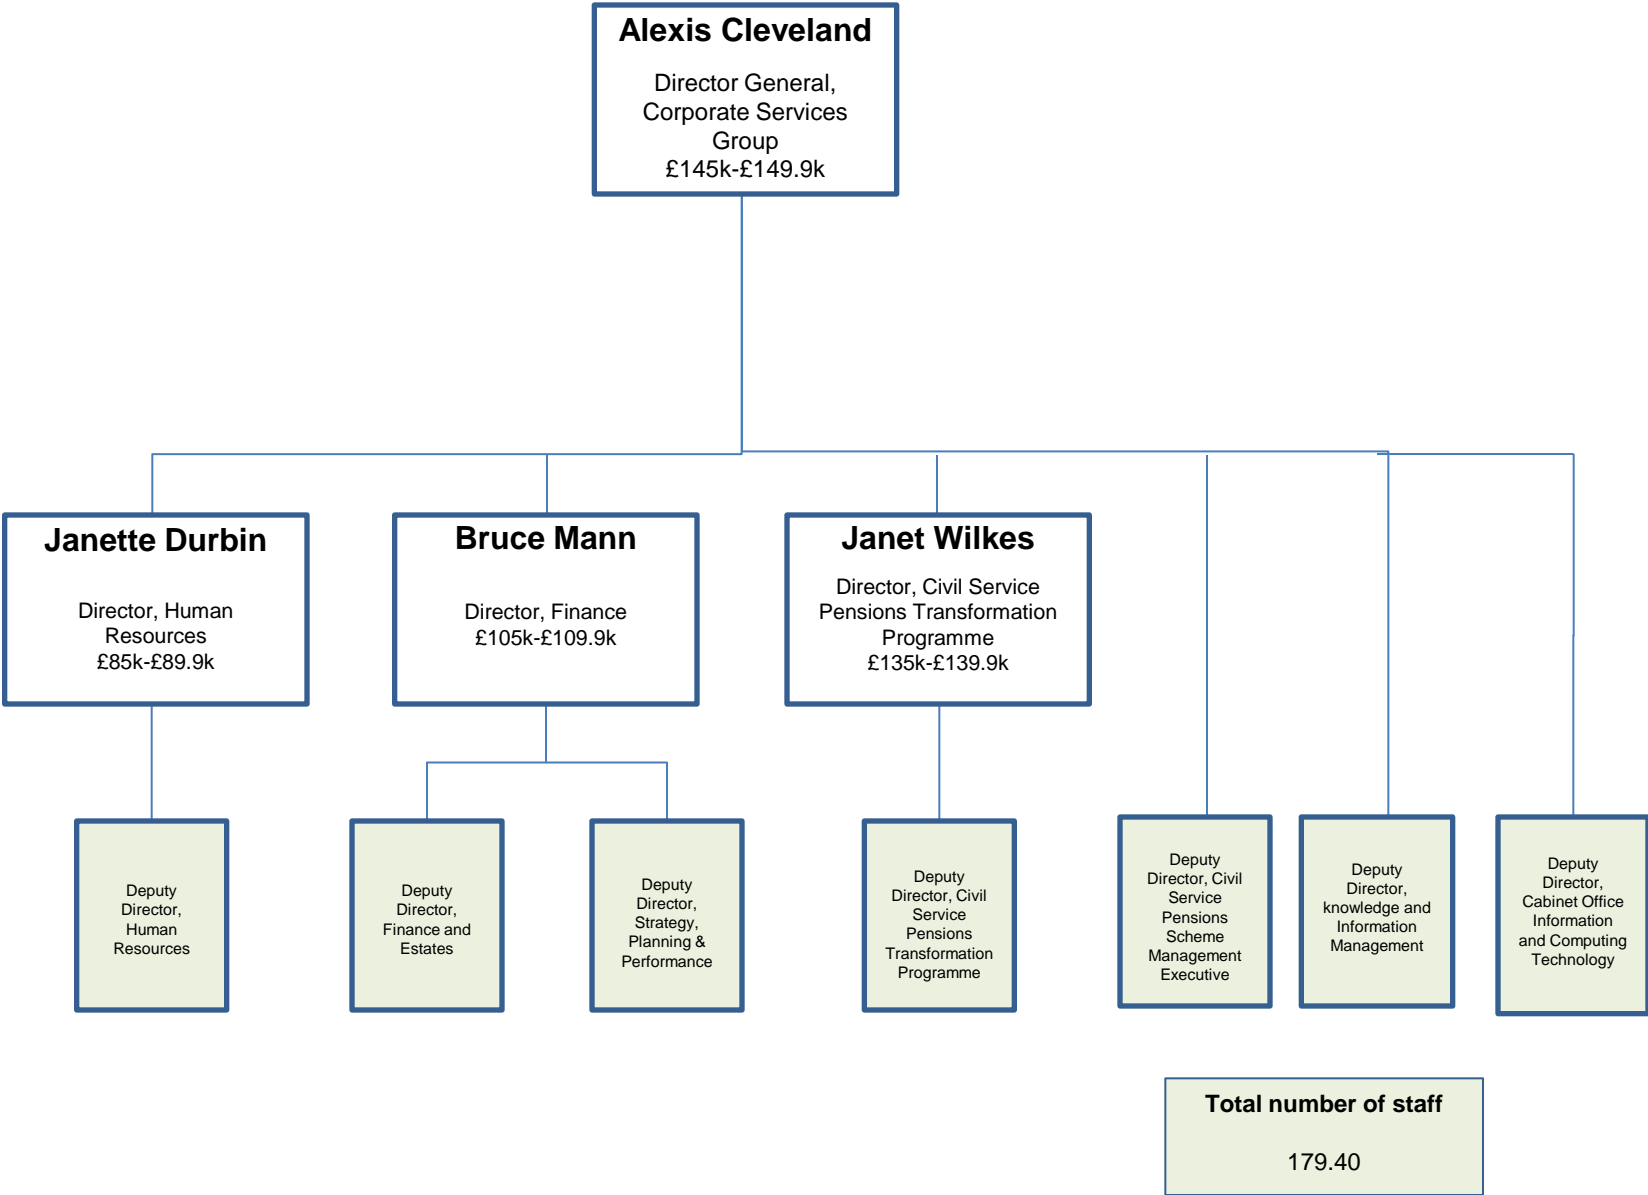 Alexis Cleveland
Director General,
Corporate Services
Group
£145k-£149.9k
Janette Durbin
Director, Human
Resources
£85k-£89.9k
Bruce Mann
Director, Finance
£105k-£109.9k
Janet Wilkes
Director, Civil Service
Pensions Transformation
Programme
£135k-£139.9k
Deputy
Director,
Human
Resources
Deputy
Director,
Finance and
Estates
Deputy
Director,
Strategy,
Planning &
Performance
Deputy
Director, Civil
Service
Pensions
Transformation
Programme
Deputy
Director, Civil
Service
Pensions
Scheme
Management
Executive
Deputy
Director,
knowledge and
Information
Management
Deputy
Director,
Cabinet Office
Information
and Computing
Technology
Total number of staff
179.40